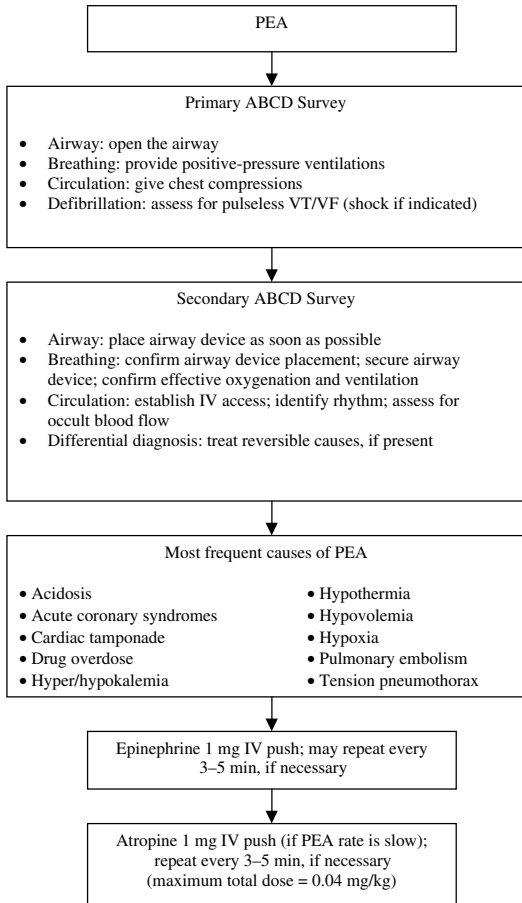 PEA
Primary ABCD Survey
• Airway: open the airway
• Breathing: provide positive-pressure ventilations
• Circulation: give chest compressions
• Defibrillation: assess for pulseless VT/VF (shock if indicated)
Secondary ABCD Survey
• Airway: place airway device as soon as possible
• Breathing: confirm airway device placement; secure airway
device; confirm effective oxygenation and ventilation
• Circulation: establish IV access; identify rhythm; assess for
occult blood flow
• Differential diagnosis: treat reversible causes, if present
Most frequent causes of PEA
• Acidosis
• Acute coronary syndromes
• Cardiac tamponade
• Drug overdose
• Hyper/hypokalemia
• Hypothermia
• Hypovolemia
• Hypoxia
• Pulmonary embolism
• Tension pneumothorax
Epinephrine 1 mg IV push; may repeat every
3–5 min, if necessary
Atropine 1 mg IV push (if PEA rate is slow);
repeat every 3–5 min, if necessary
(maximum total dose = 0.04 mg/kg)